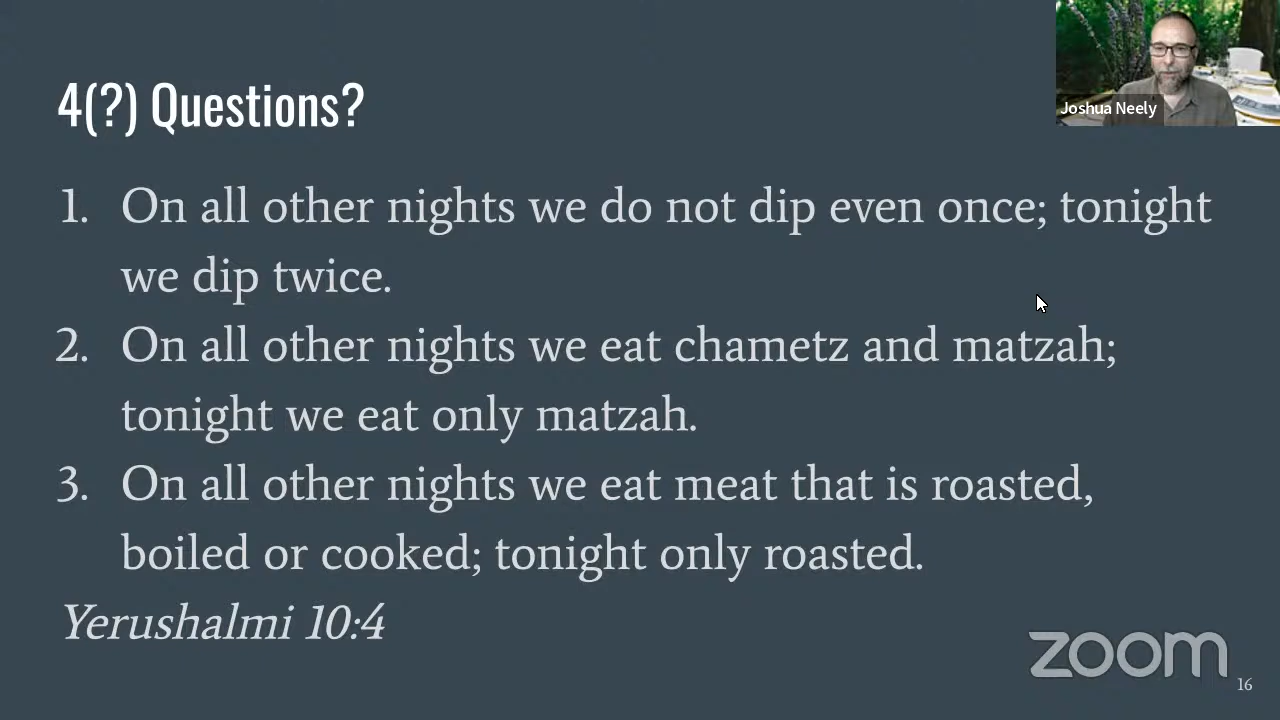 4(?) Questions?
Joshua Neely
1. On all other nights we do not dip even once; tonight
we dip twice.
2. On all other nights we eat chametz and matzah;
tonight we eat only matzah.
3. On all other nights we eat meat that is roasted,
boiled or cooked; tonight only roasted.
Yerushalmi 10:4
zoom
16